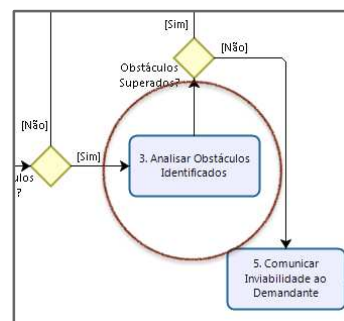 [Sim]
Obstáculos
Superados?
[Não]
[Não]
[Sim]
ulos
?
3. Analisar Obstáculos
Identificados
5. Comunicar
Inviabilidade ao
Demandante